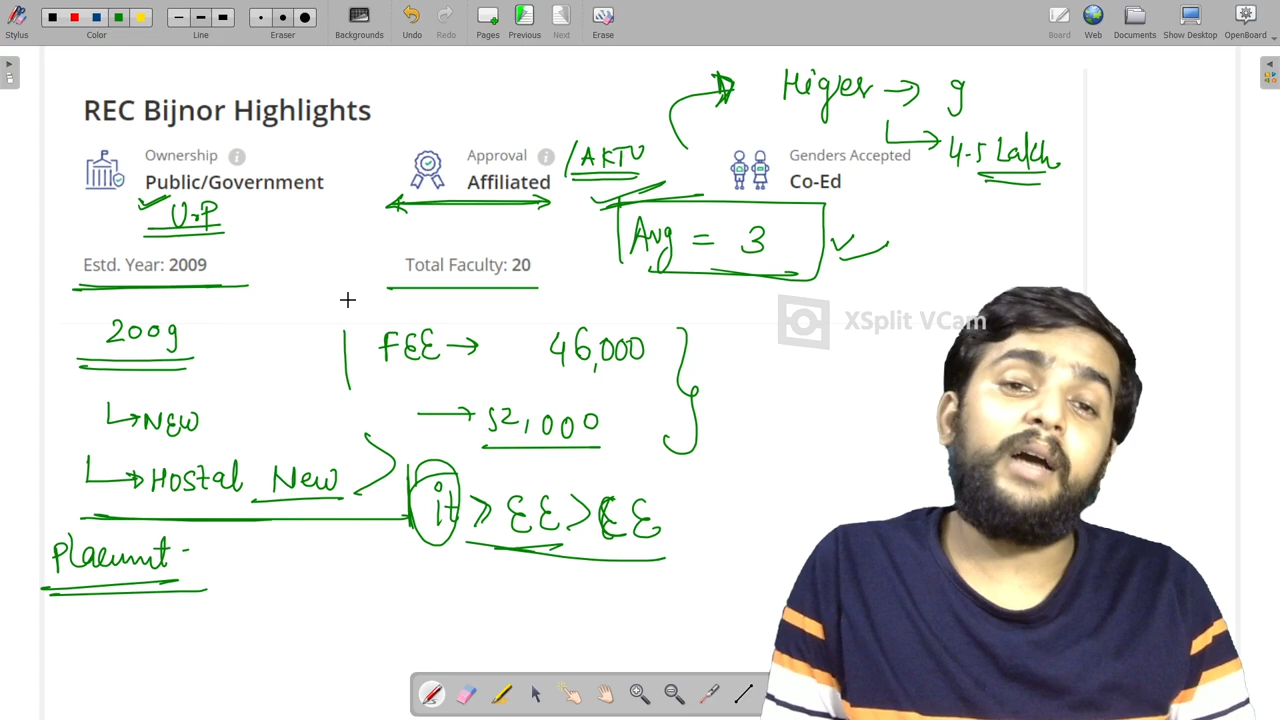 Stylus
Color
Line
Eraser
Backgrounds
Undo
Redo
Pages
Previous
Next
Erase
Board
Web
Documents
Show Desktop
OpenBoard
REC Bijnor Highlights
Higer → 9
4.5 Lakh
Ownership
Public/Government
U.P
Approval
Affiliated
/AKTU
Genders Accepted
Co-Ed
Avg = 3
Estd. Year: 2009
Total Faculty: 20
XSplit VCam
2009
FEE → 46,000
NEW
→ 52,000
Hostal New
it > EE > EE